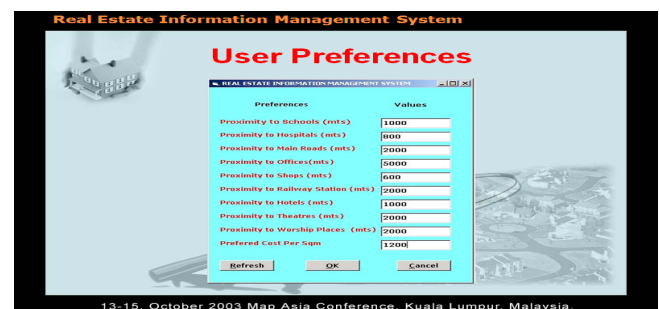 Real Estate Information Management System
User Preferences
REAL ESTATE INFORMATION MANAGEMENT SYSTEM
Preferences Values
Proximity to Schools (mts) 1000
Proximity to Hospitals (mts) 800
Proximity to Main Roads (mts) 2000
Proximity to Offices(mts) 5000
Proximity to Shops (mts) 600
Proximity to Railway Station (mts) 2000
Proximity to Hotels (mts) 1000
Proximity to Theatres (mts) 2000
Proximity to Worship Places (mts) 2000
Prefered Cost Per Sqm 1200
Refresh OK Cancel
13-15, October 2003 Map Asia Conference, Kuala Lumpur, Malaysia.